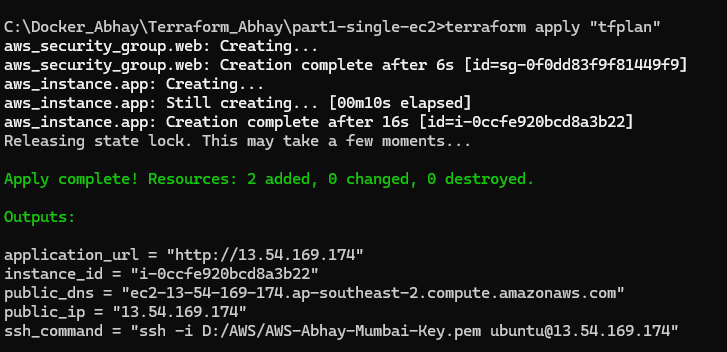 C:\Docker_Abhay\Terraform_Abhay\part1-single-ec2>terraform apply "tfplan"
aws_security_group.web: Creating...
aws_security_group.web: Creation complete after 6s [id=sg-0f0dd83f9f81449f9]
aws_instance.app: Creating...
aws_instance.app: Still creating... [00m10s elapsed]
aws_instance.app: Creation complete after 16s [id=i-0ccfe920bcd8a3b22]
Releasing state lock. This may take a few moments...
Apply complete! Resources: 2 added, 0 changed, 0 destroyed.
Outputs:
application_url = "http://13.54.169.174"
instance_id = "i-0ccfe920bcd8a3b22"
public_dns = "ec2-13-54-169-174.ap-southeast-2.compute.amazonaws.com"
public_ip = "13.54.169.174"
ssh_command = "ssh -i D:/AWS/AWS-Abhay-Mumbai-Key.pem ubuntu@13.54.169.174"